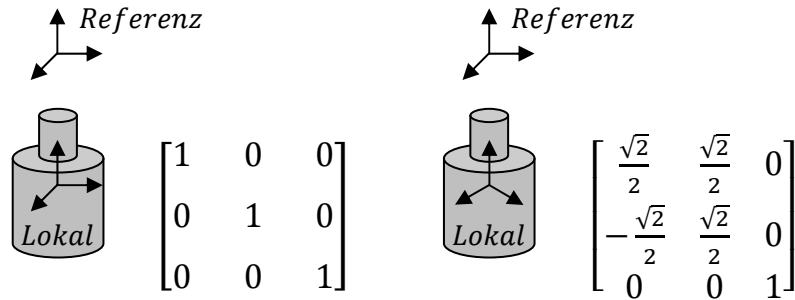 Referenz
Referenz
Lokal
[1 0 0]
[0 1 0]
[0 0 1]
Lokal
[√2/2 √2/2 0]
[-√2/2 √2/2 0]
[0 0 1]